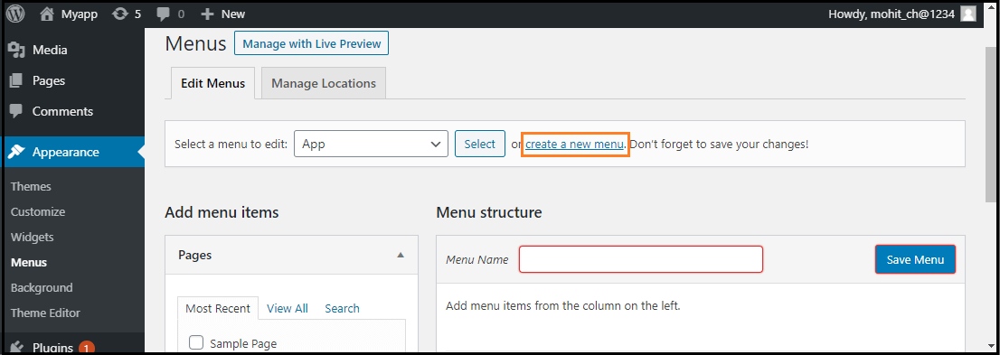 Myapp 5 0 + New Howdy, mohit_ch@1234
Media
Pages
Comments
Appearance
Themes
Customize
Widgets
Menus
Background
Theme Editor
Plugins 1
Menus Manage with Live Preview
Edit Menus Manage Locations
Select a menu to edit: App Select or create a new menu. Don't forget to save your changes!
Add menu items
Pages
Most Recent View All Search
Sample Page
Menu structure
Menu Name Save Menu
Add menu items from the column on the left.